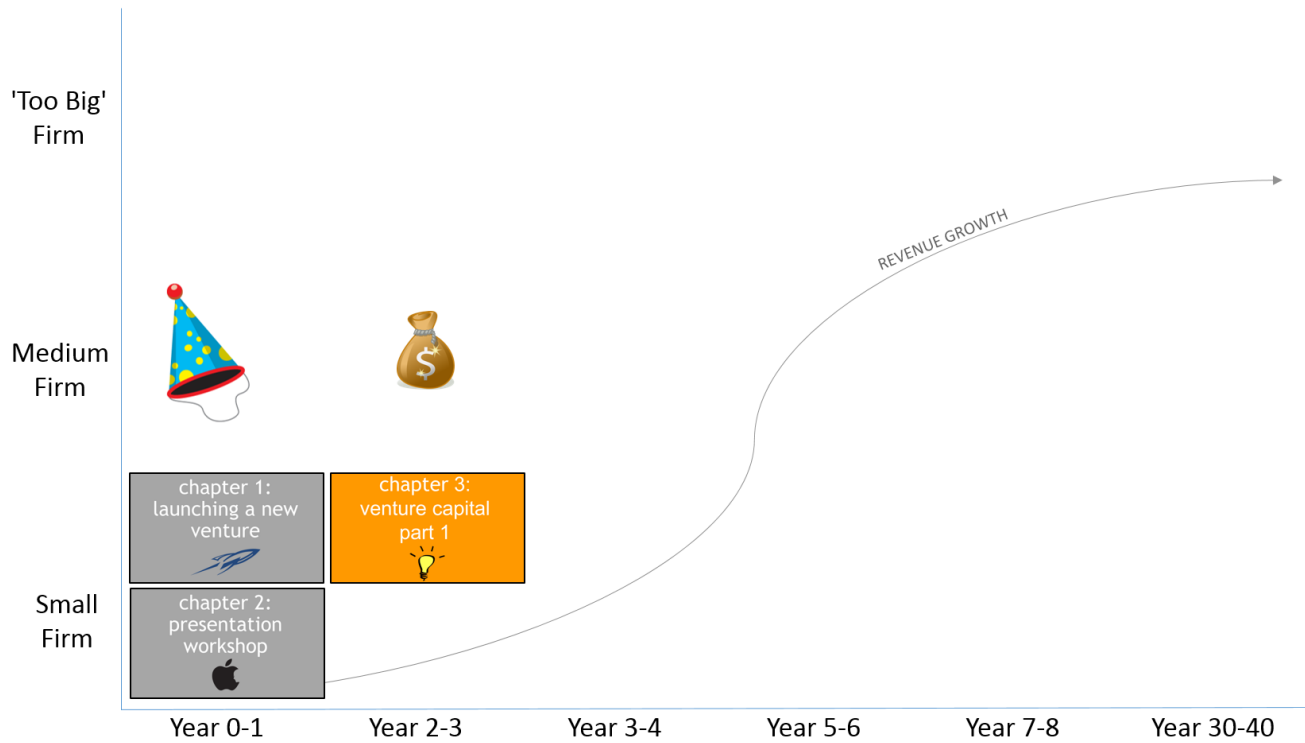 'Too Big'
Firm
REVENUE GROWTH
Medium
Firm
$
chapter 1:
launching a new
venture
chapter 3:
venture capital
part 1
Small
Firm
chapter 2:
presentation
workshop
Year 0-1
Year 2-3
Year 3-4
Year 5-6
Year 7-8
Year 30-40